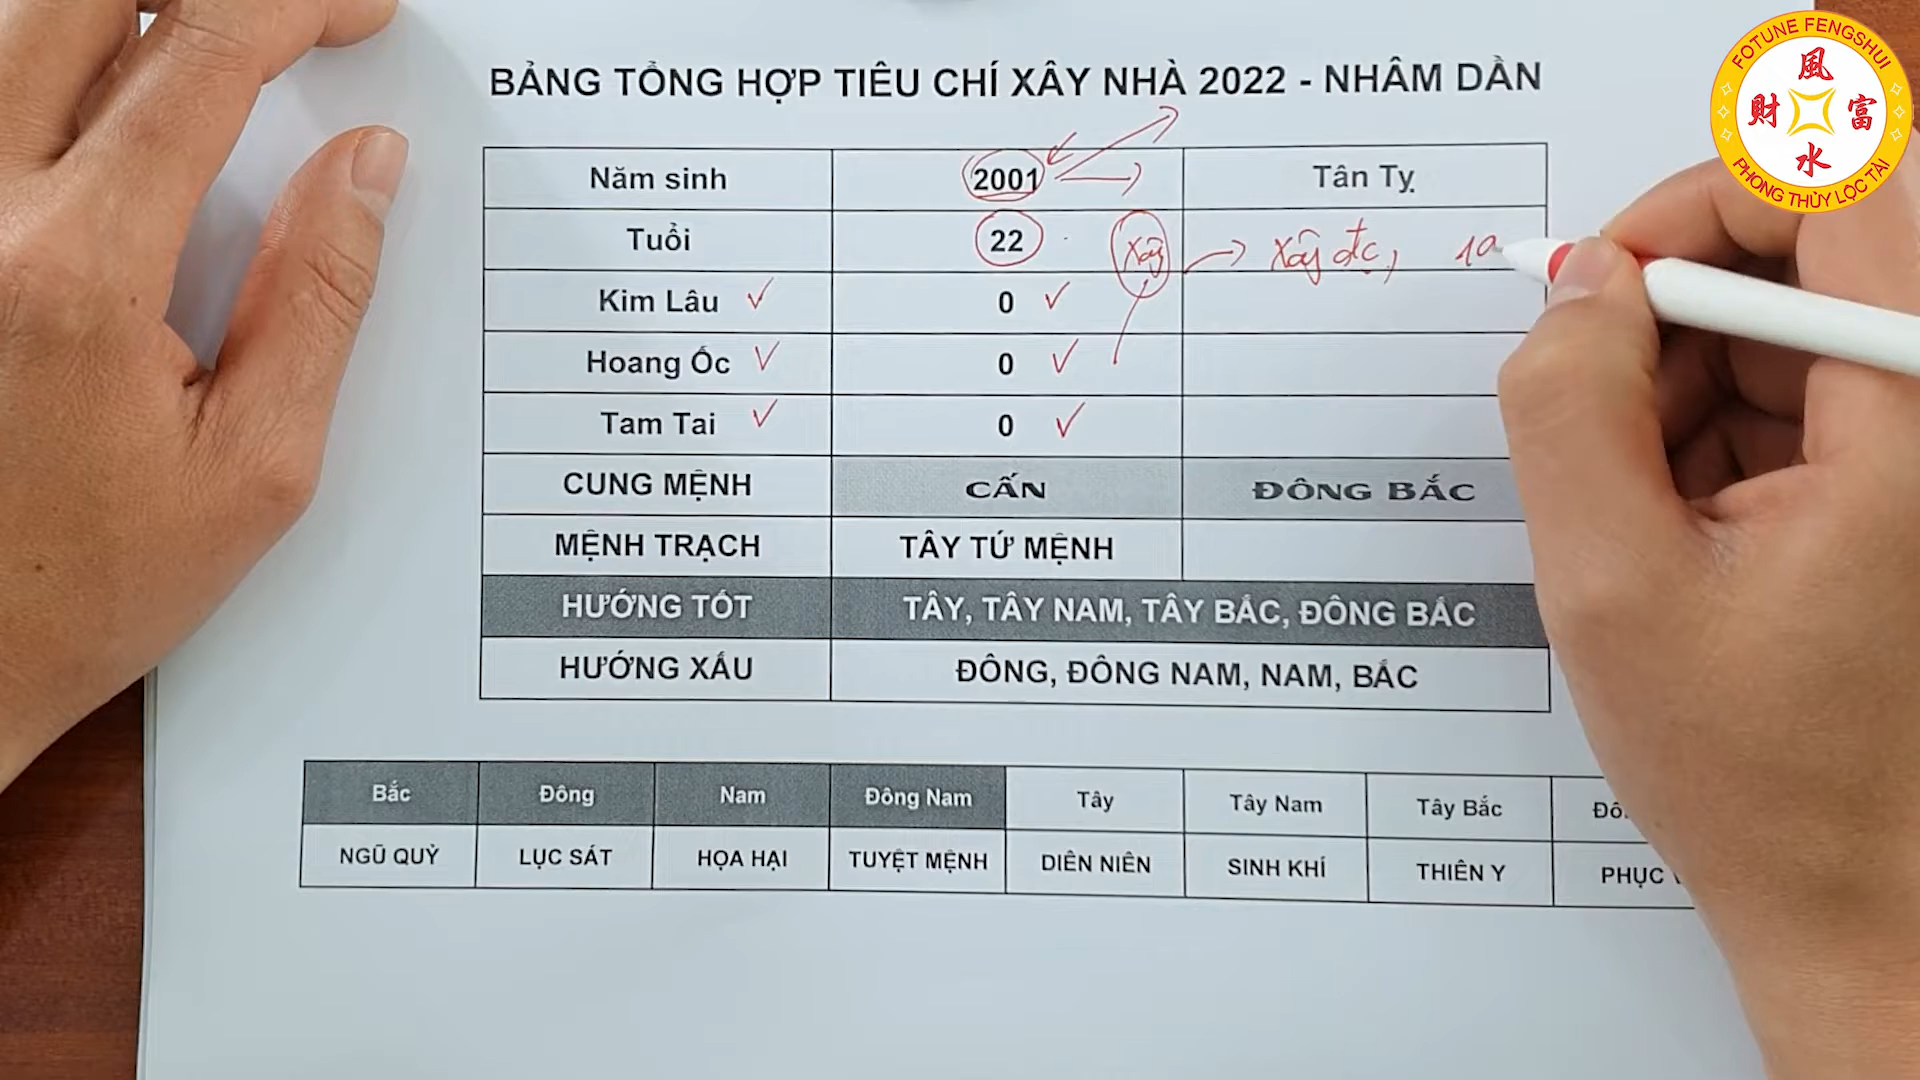 FOTUNE FENGSHUI
風
財 富
水
PHONG THỦY LỘC TÀI
BẢNG TỔNG HỢP TIÊU CHÍ XÂY NHÀ 2022 - NHÂM DẦN
Năm sinh 2001 Tân Tỵ
Tuổi 22 Xây Xây đc, 10
Kim Lâu 0
Hoang Ốc 0
Tam Tai 0
CUNG MỆNH CẤN ĐÔNG BẮC
MỆNH TRẠCH TÂY TỨ MỆNH
HƯỚNG TỐT TÂY, TÂY NAM, TÂY BẮC, ĐÔNG BẮC
HƯỚNG XẤU ĐÔNG, ĐÔNG NAM, NAM, BẮC
Bắc Đông Nam Đông Nam Tây Tây Nam Tây Bắc
NGŨ QUỶ LỤC SÁT HỌA HẠI TUYỆT MỆNH DIÊN NIÊN SINH KHÍ THIÊN Y PHỤC